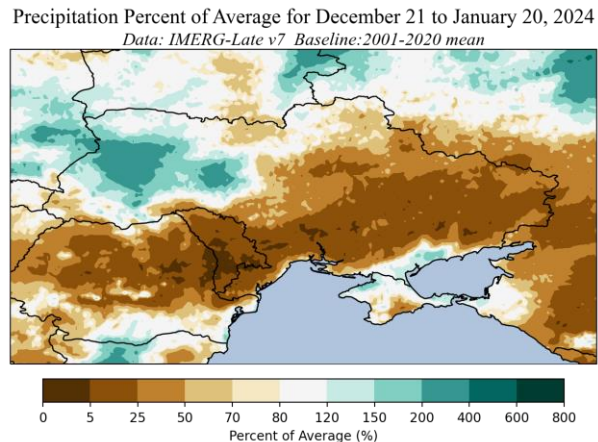 Precipitation Percent of Average for December 21 to January 20, 2024
Data: IMERG-Late v7 Baseline:2001-2020 mean
0 5 25 50 70 80 120 150 200 400 600 800
Percent of Average (%)